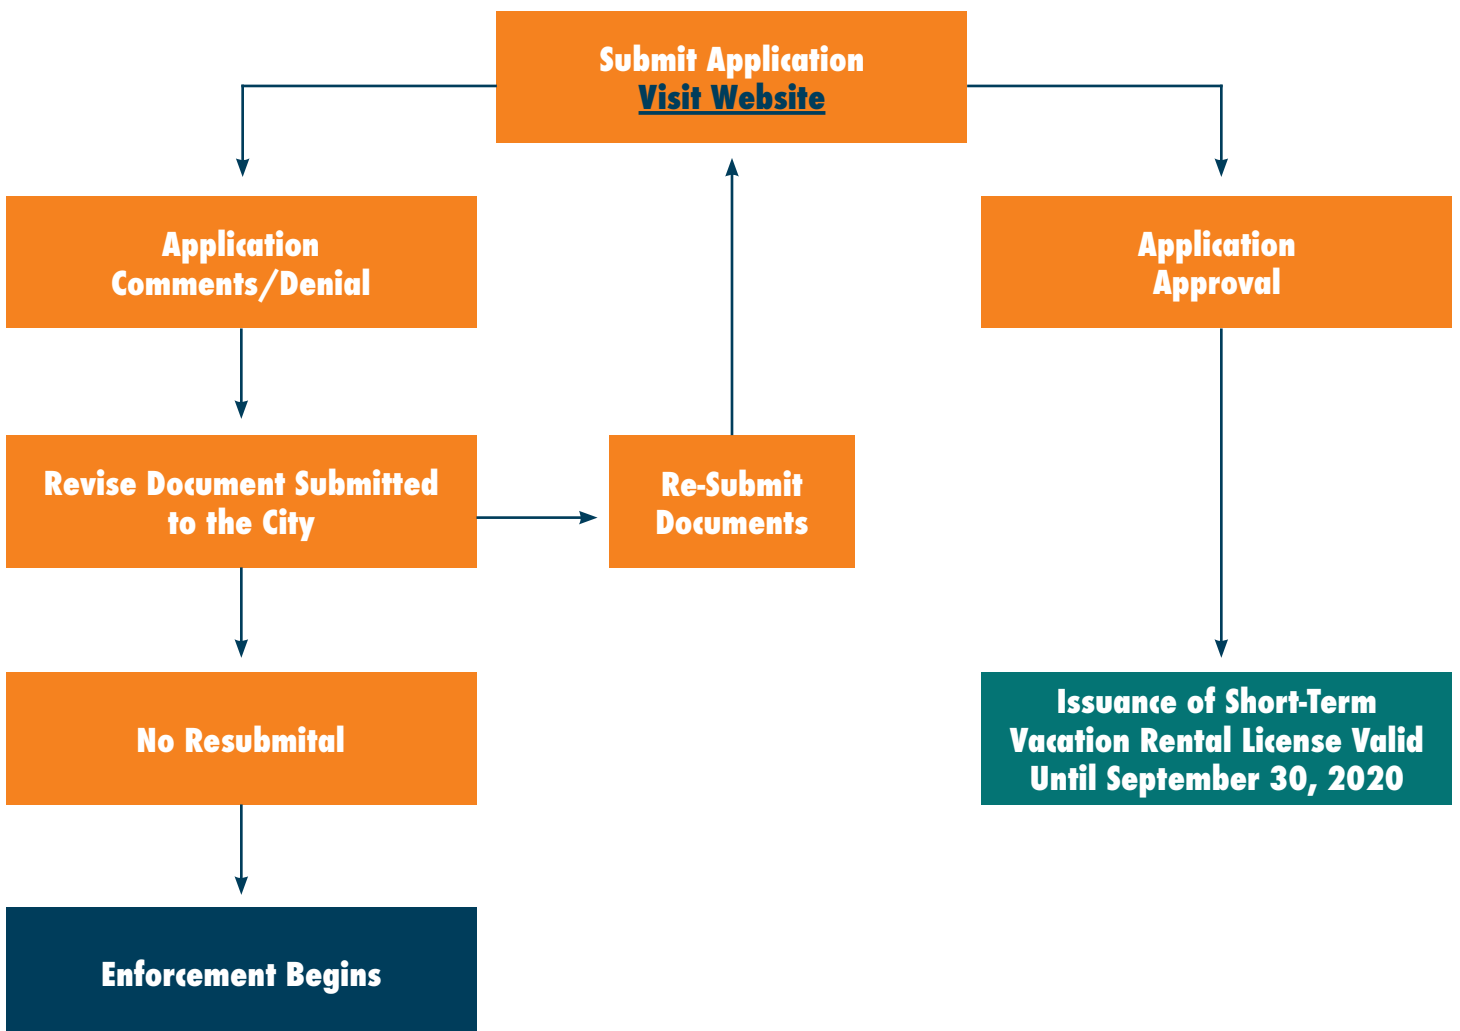 Submit Application
Visit Website
Application
Comments/Denial
Application
Approval
Revise Document Submitted
to the City
Re-Submit
Documents
No Resubmital
Issuance of Short-Term
Vacation Rental License Valid
Until September 30, 2020
Enforcement Begins